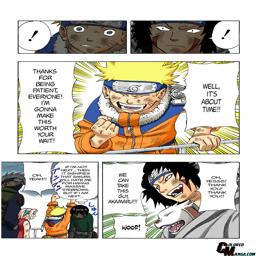 !
!
THANKS
FOR
BEING
PATIENT,
EVERYONE!
I'M
GONNA
MAKE
THIS
WORTH
YOUR
WAIT!
WELL,
IT'S
ABOUT
TIME!!
OH,
YEAH!!
WE
CAN
TAKE
THIS
GUY,
AKAMARU!
WOOF!
OH,
YESSS!
THANK
YOU!
THANK
YOU!!
COLORED
MANGA.COM